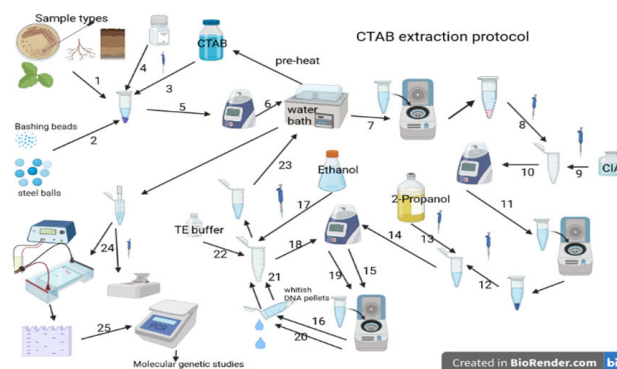 Sample types
CTAB
CTAB extraction protocol
pre-heat
4
1
3
5
6
water
bath
7
8
Bashing beads
2
steel balls
CIA
9
10
23
Ethanol
2-Propanol
11
17
TE buffer
22
18
14
13
12
24
21
19
15
whitish
DNA pellets
16
20
25
PCR
Molecular genetic studies
Created in BioRender.com bi